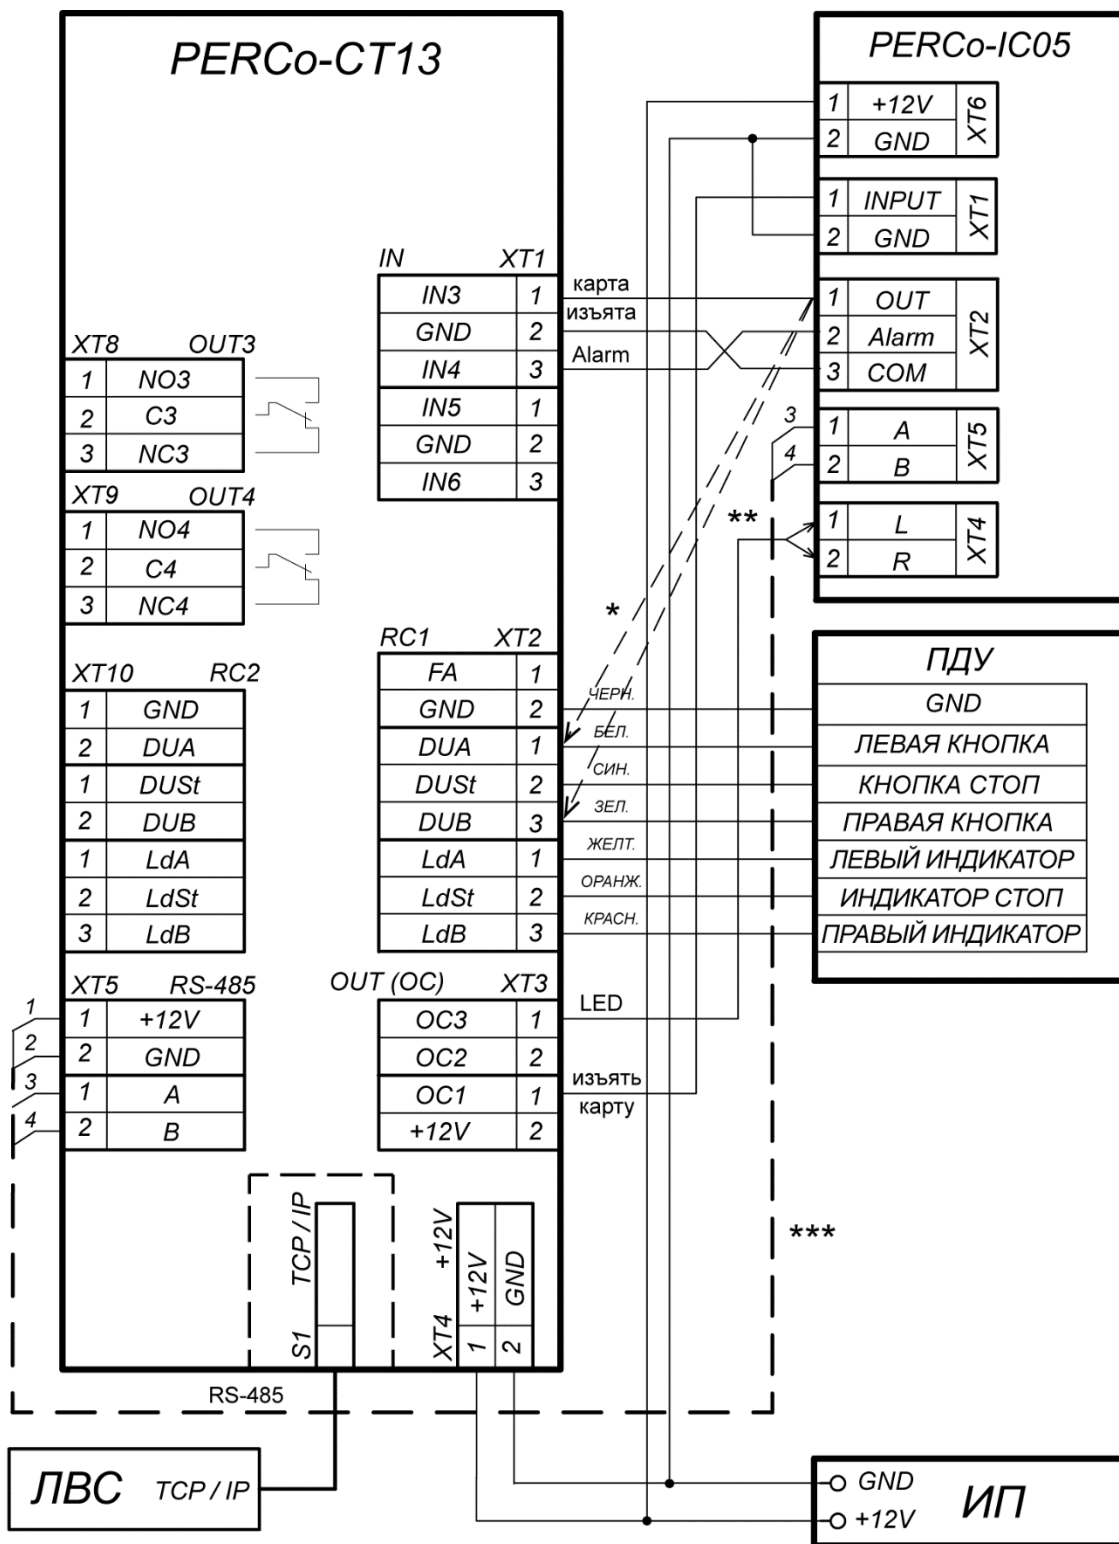 PERCo-CT13
PERCo-IC05
1 +12V XT6
2 GND
1 INPUT XT1
2 GND
1 OUT XT2
2 Alarm
3 COM
3 1 A XT5
4 2 B
** 1 L XT4
2 R
IN XT1
IN3 1 карта
GND 2 изъята
IN4 3 Alarm
IN5 1
GND 2
IN6 3
XT8 OUT3
1 NO3
2 C3
3 NC3
XT9 OUT4
1 NO4
2 C4
3 NC4
*
XT10 RC2
1 GND
2 DUA
1 DUSt
2 DUB
1 LdA
2 LdSt
3 LdB
RC1 XT2
FA 1
GND 2 ЧЕРН.
DUA 1 БЕЛ.
DUSt 2 СИН.
DUB 3 ЗЕЛ.
LdA 1 ЖЕЛТ.
LdSt 2 ОРАНЖ.
LdB 3 КРАСН.
ПДУ
GND
ЛЕВАЯ КНОПКА
КНОПКА СТОП
ПРАВАЯ КНОПКА
ЛЕВЫЙ ИНДИКАТОР
ИНДИКАТОР СТОП
ПРАВЫЙ ИНДИКАТОР
XT5 RS-485
1 1 +12V
2 2 GND
3 1 A
4 2 B
OUT (OC) XT3
OC3 1 LED
OC2 2
OC1 1 изъять
+12V 2 карту
S1 TCP / IP
XT4 +12V
1 +12V
2 GND
***
RS-485
ЛВС TCP / IP
GND
+12V
ИП